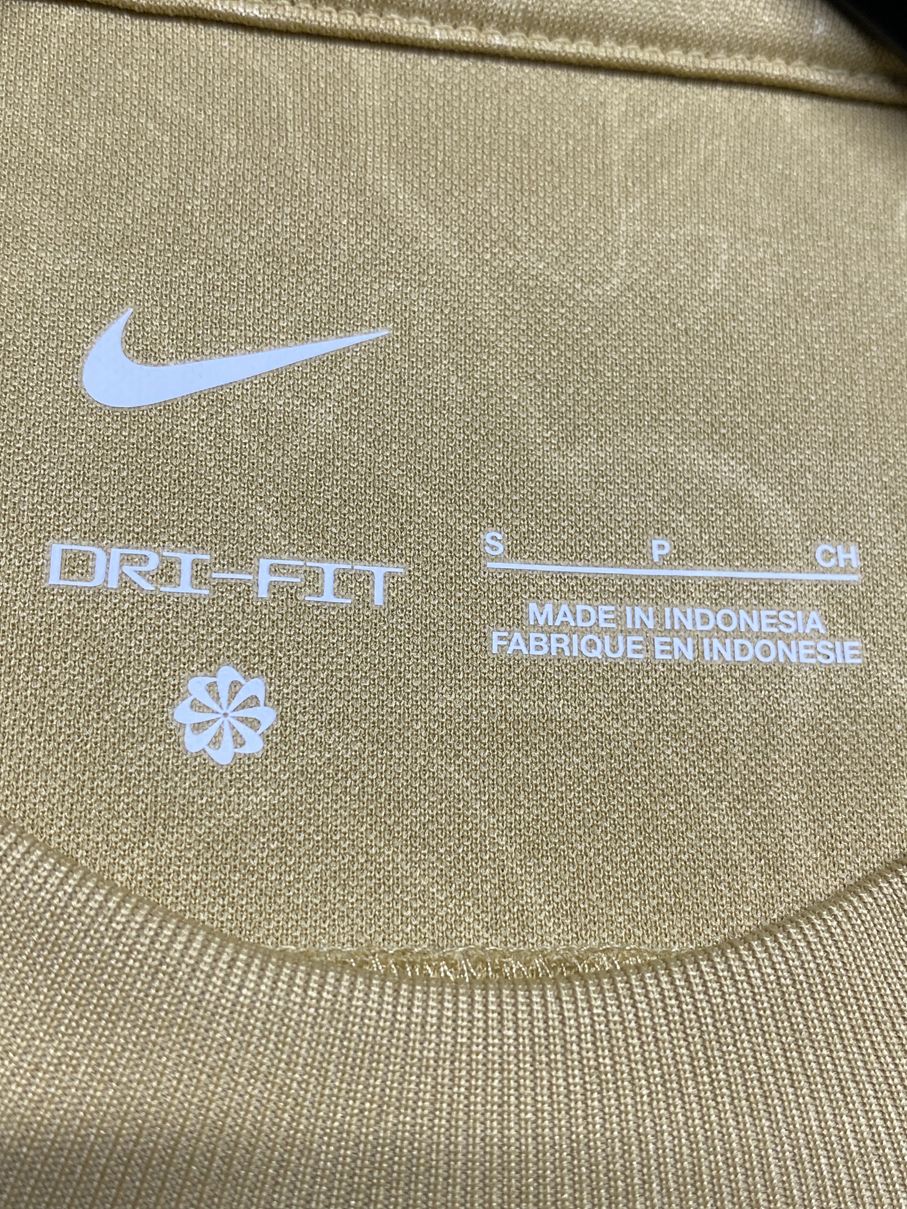 DRI-FIT
S P CH
MADE IN INDONESIA
FABRIQUE EN INDONESIE